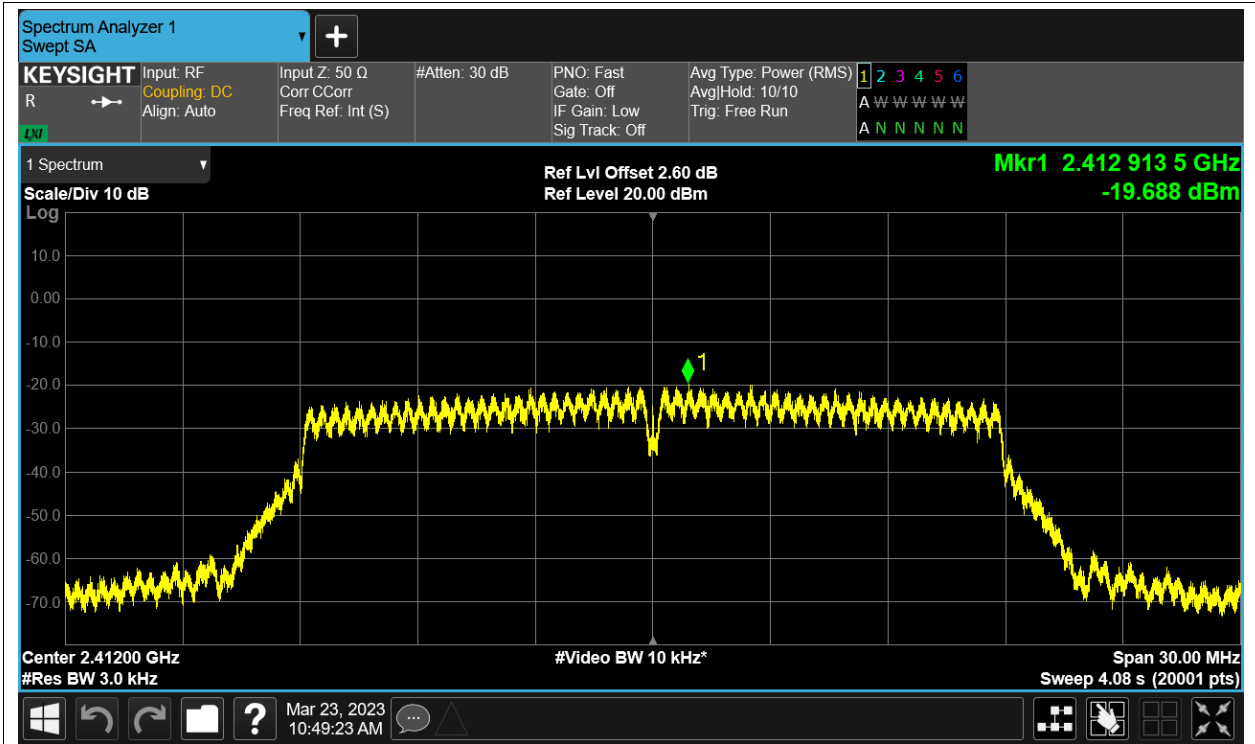 Spectrum Analyzer 1
Swept SA
KEYSIGHT Input: RF Input Z: 50 Ω #Atten: 30 dB PNO: Fast Avg Type: Power (RMS) 1 2 3 4 5 6
R Coupling: DC Corr CCorr Gate: Off Avg|Hold: 10/10 A W W W W W
Align: Auto Freq Ref: Int (S) IF Gain: Low Trig: Free Run
LXI Sig Track: Off A N N N N N
1 Spectrum Ref Lvl Offset 2.60 dB Mkr1 2.412 913 5 GHz
Scale/Div 10 dB Ref Level 20.00 dBm -19.688 dBm
Log
10.0
0.00
-10.0
1
-20.0
-30.0
-40.0
-50.0
-60.0
-70.0
Center 2.41200 GHz #Video BW 10 kHz* Span 30.00 MHz
#Res BW 3.0 kHz Sweep 4.08 s (20001 pts)
? Mar 23, 2023
10:49:23 AM